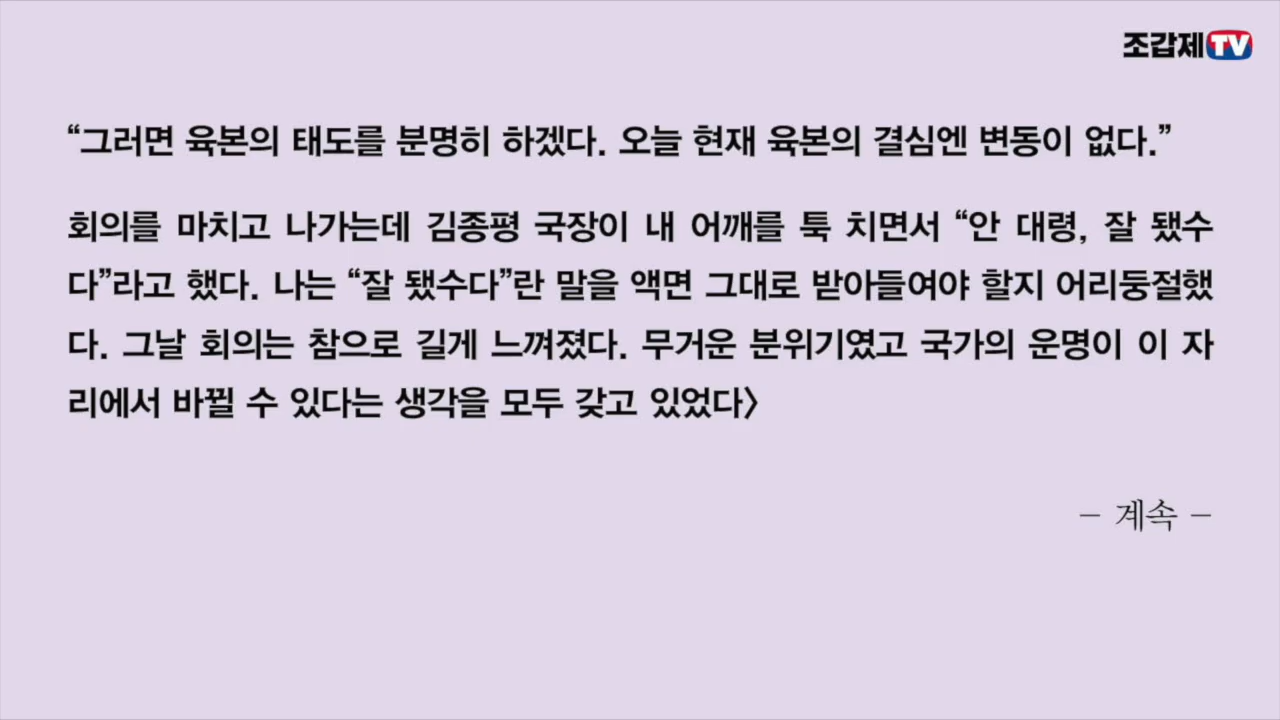 조갑제TV
“그러면 육본의 태도를 분명히 하겠다. 오늘 현재 육본의 결심엔 변동이 없다.”
회의를 마치고 나가는데 김종평 국장이 내 어깨를 툭 치면서 “안 대령, 잘 됐수
다”라고 했다. 나는 “잘 됐수다”란 말을 액면 그대로 받아들여야 할지 어리둥절했
다. 그날 회의는 참으로 길게 느껴졌다. 무거운 분위기였고 국가의 운명이 이 자
리에서 바뀔 수 있다는 생각을 모두 갖고 있었다〉
– 계속 –